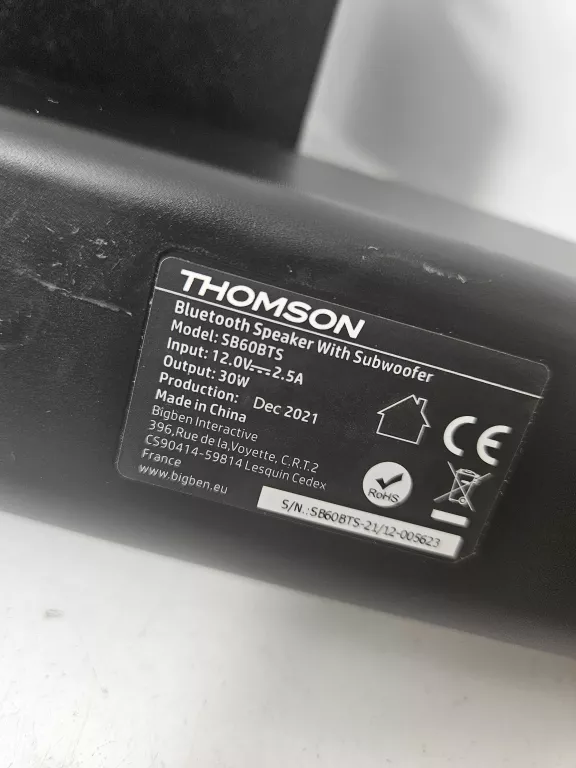 THOMSON
Bluetooth Speaker With Subwoofer
Model: SB60BTS
Input: 12.0V⎓2.5A
Output: 30W
Production: Dec 2021
Made in China
Bigben Interactive
396,Rue de la,Voyette, C.R.T.2
CS90414-59814 Lesquin Cedex
France
www.bigben.eu
CE
RoHS
S/N.:SB60BTS-21/12-005623